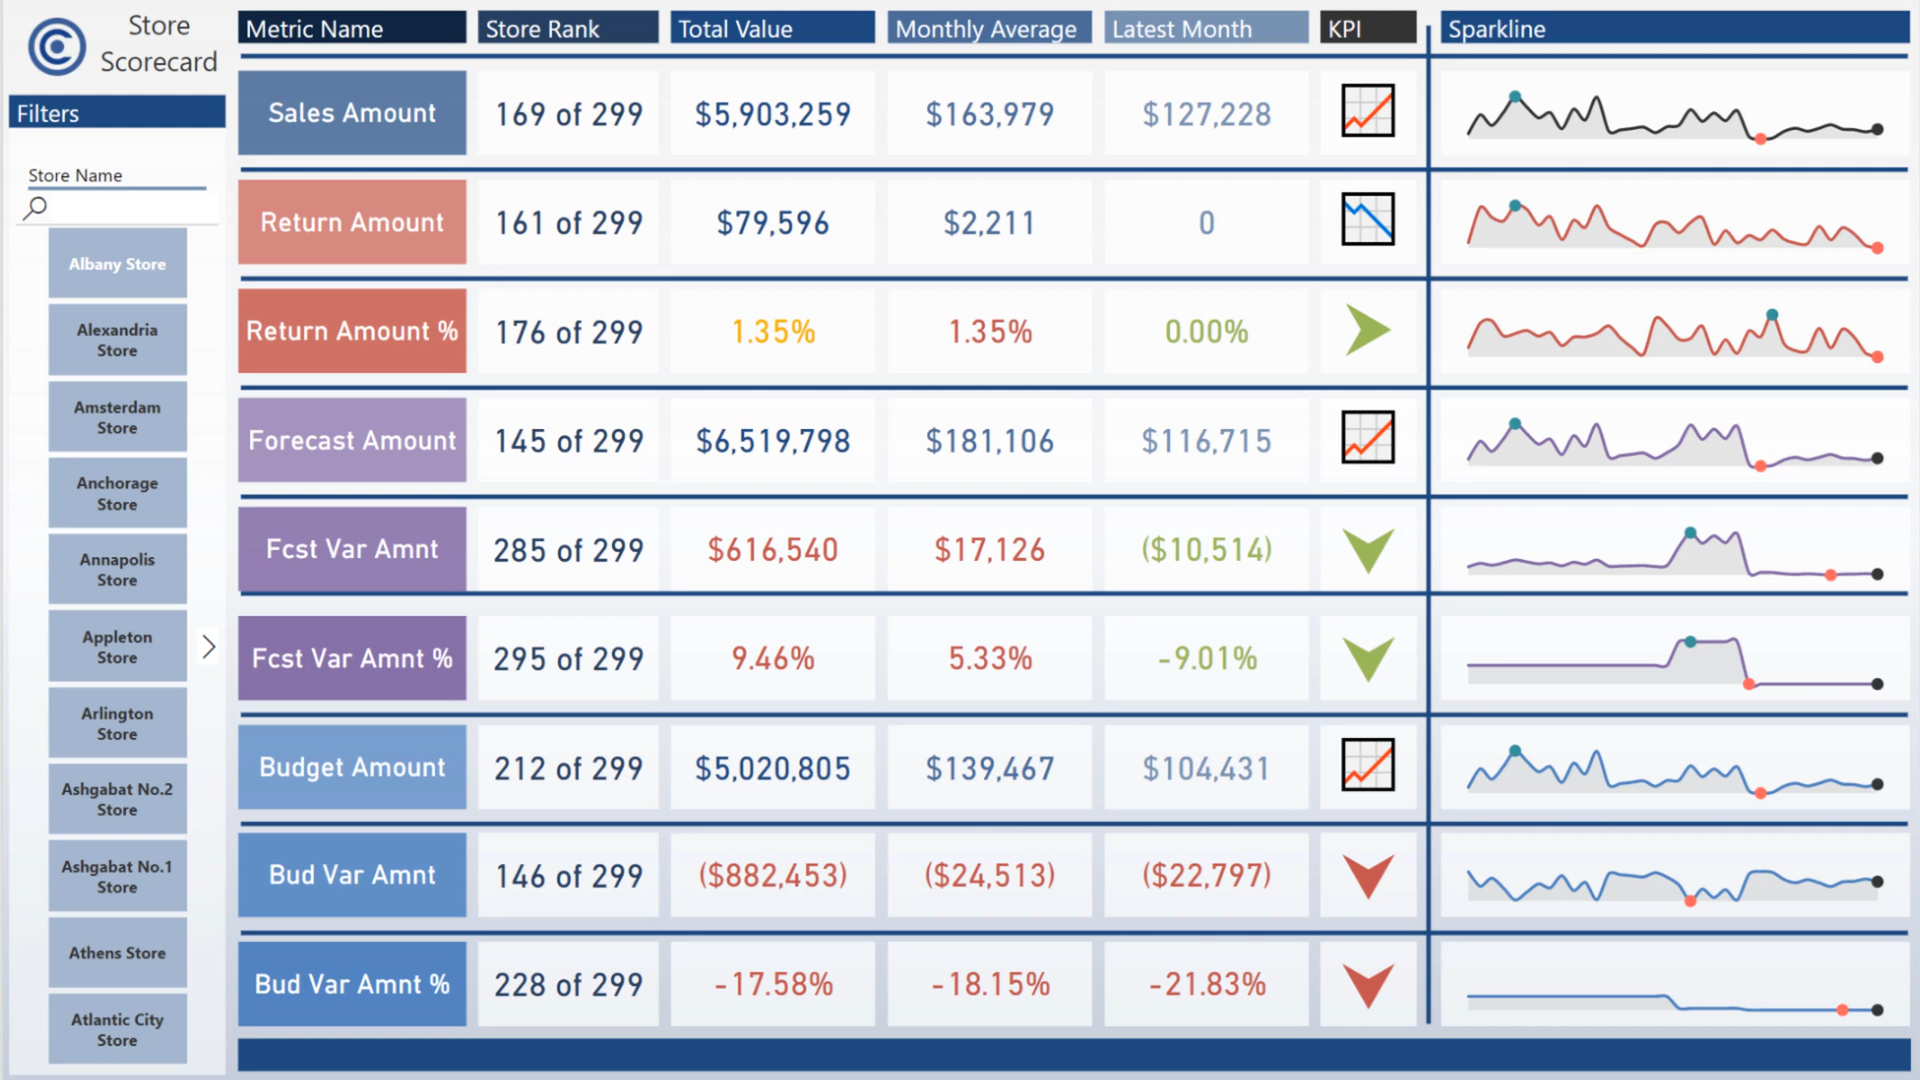 Store
Scorecard
Filters
Store Name
Albany Store
Alexandria
Store
Amsterdam
Store
Anchorage
Store
Annapolis
Store
Appleton
Store
Arlington
Store
Ashgabat No.2
Store
Ashgabat No.1
Store
Athens Store
Atlantic City
Store
Metric Name Store Rank Total Value Monthly Average Latest Month KPI Sparkline
Sales Amount 169 of 299 $5,903,259 $163,979 $127,228
Return Amount 161 of 299 $79,596 $2,211 0
Return Amount % 176 of 299 1.35% 1.35% 0.00%
Forecast Amount 145 of 299 $6,519,798 $181,106 $116,715
Fcst Var Amnt 285 of 299 $616,540 $17,126 ($10,514)
Fcst Var Amnt % 295 of 299 9.46% 5.33% -9.01%
Budget Amount 212 of 299 $5,020,805 $139,467 $104,431
Bud Var Amnt 146 of 299 ($882,453) ($24,513) ($22,797)
Bud Var Amnt % 228 of 299 -17.58% -18.15% -21.83%